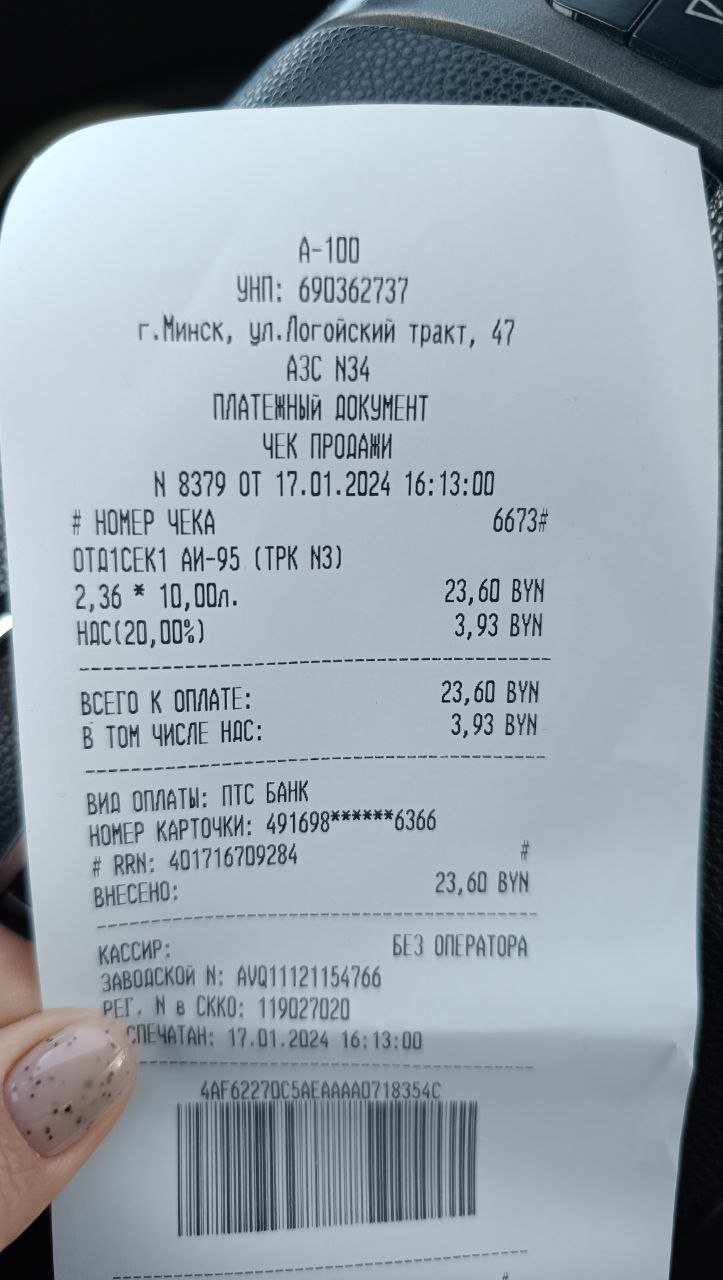 А-100
УНП: 690362737
г.Минск, ул.Логойский тракт, 47
АЗС N34
ПЛАТЕЖНЫЙ ДОКУМЕНТ
ЧЕК ПРОДАЖИ
N 8379 ОТ 17.01.2024 16:13:00
# НОМЕР ЧЕКА 6673#
ОТД1СЕК1 АИ-95 (ТРК N3)
2,36 * 10,00л. 23,60 BYN
НДС(20,00%) 3,93 BYN
ВСЕГО К ОПЛАТЕ: 23,60 BYN
В ТОМ ЧИСЛЕ НДС: 3,93 BYN
ВИД ОПЛАТЫ: ПТС БАНК
НОМЕР КАРТОЧКИ: 491698******6366
# RRN: 401716709284 #
ВНЕСЕНО: 23,60 BYN
КАССИР: БЕЗ ОПЕРАТОРА
ЗАВОДСКОЙ N: AVQ11121154766
РЕГ. N в СККО: 119027020
СПЕЧАТАН: 17.01.2024 16:13:00
4AF62270C5AEAAAA0718354C
#